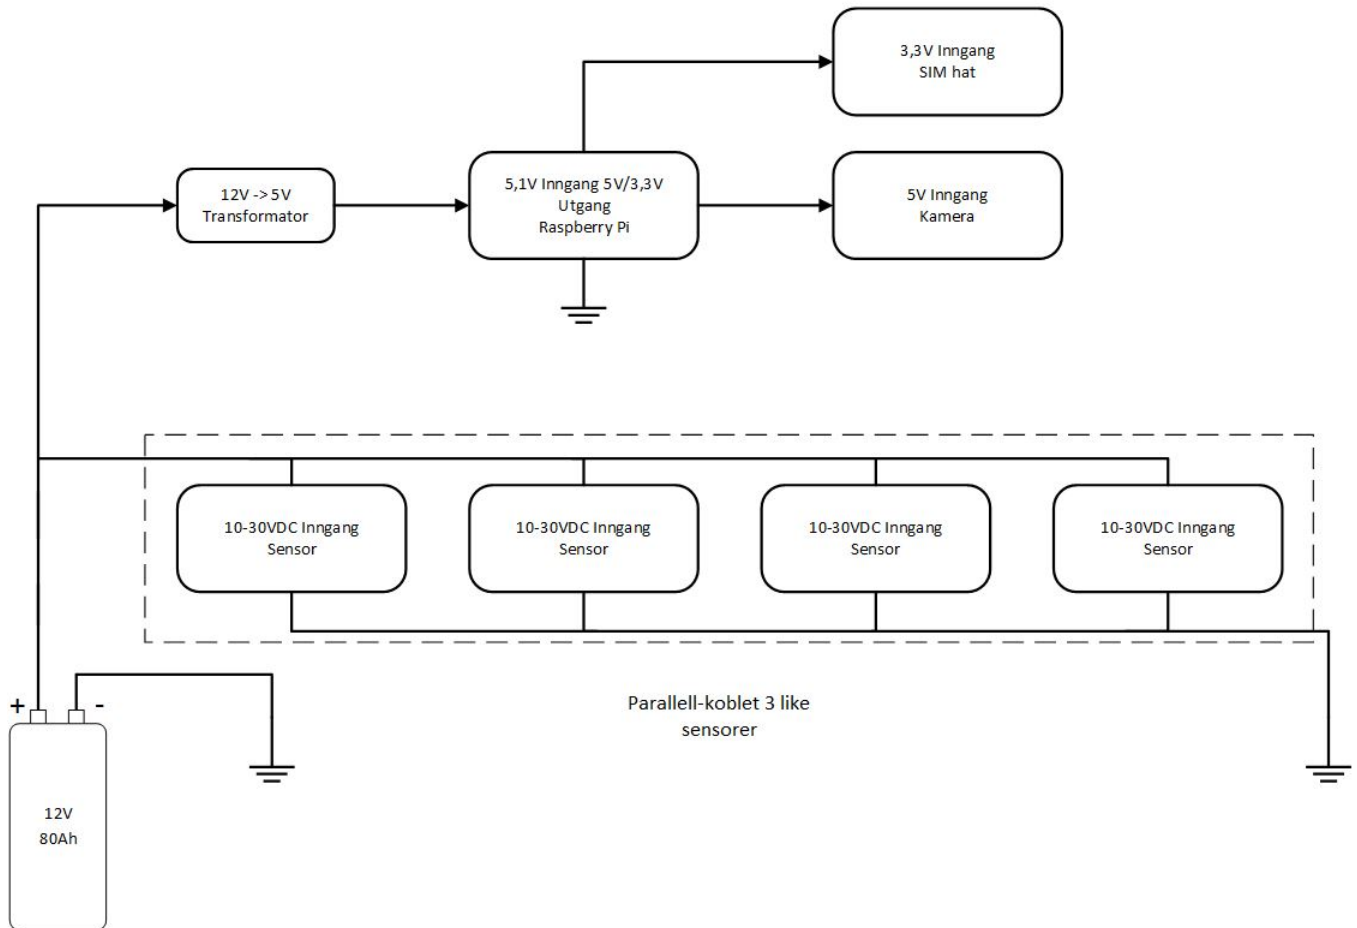 3,3V Inngang
SIM hat
12V -> 5V
Transformator
5,1V Inngang 5V/3,3V
Utgang
Raspberry Pi
5V Inngang
Kamera
10-30VDC Inngang
Sensor
10-30VDC Inngang
Sensor
10-30VDC Inngang
Sensor
10-30VDC Inngang
Sensor
+
-
Parallell-koblet 3 like
sensorer
12V
80Ah